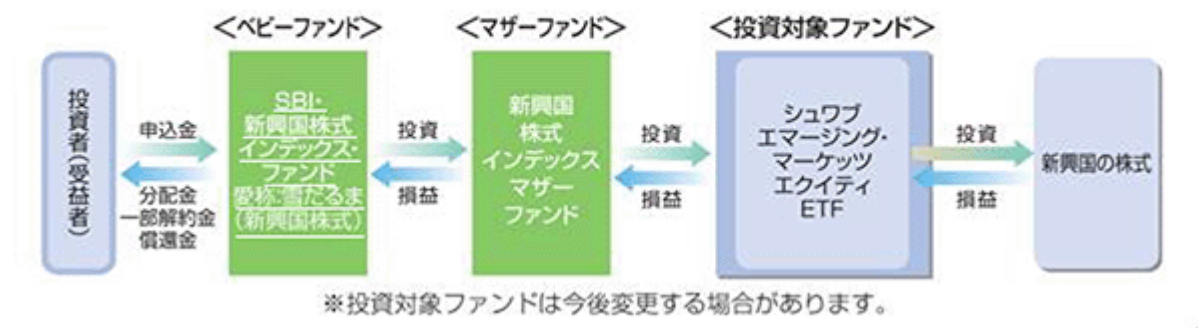 ＜ベビーファンド＞
＜マザーファンド＞
＜投資対象ファンド＞
投資者(受益者)
申込金
分配金
一部解約金
償還金
SBI・
新興国株式
インデックス・
ファンド
愛称:雪だるま
(新興国株式)
投資
損益
新興国
株式
インデックス
マザー
ファンド
投資
損益
シュワブ
エマージング・
マーケッツ
エクイティ
ETF
投資
損益
新興国の株式
※投資対象ファンドは今後変更する場合があります。